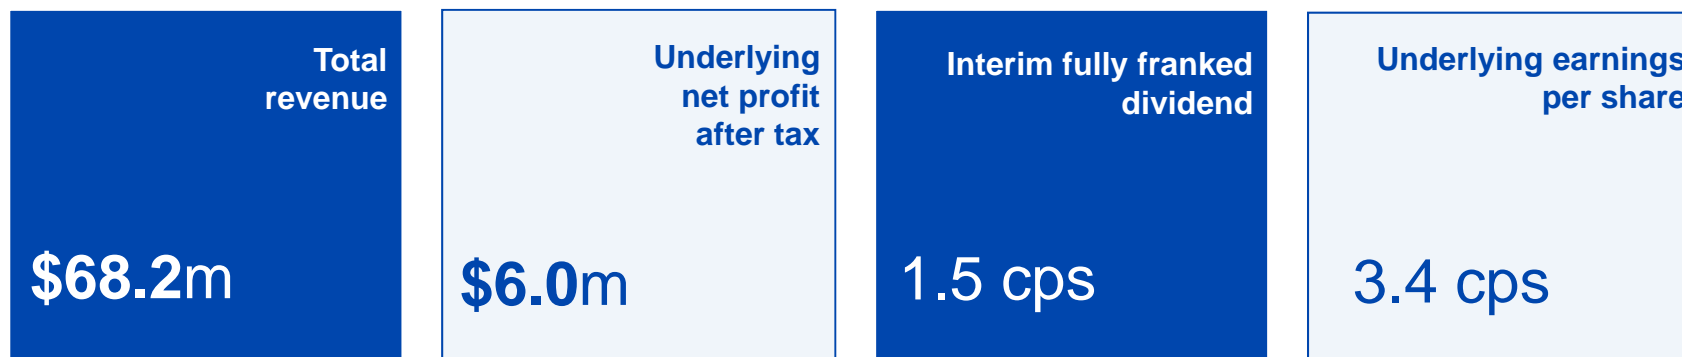 Total
revenue
$68.2m
Underlying
net profit
after tax
$6.0m
Interim fully franked
dividend
1.5 cps
Underlying earnings
per share
3.4 cps